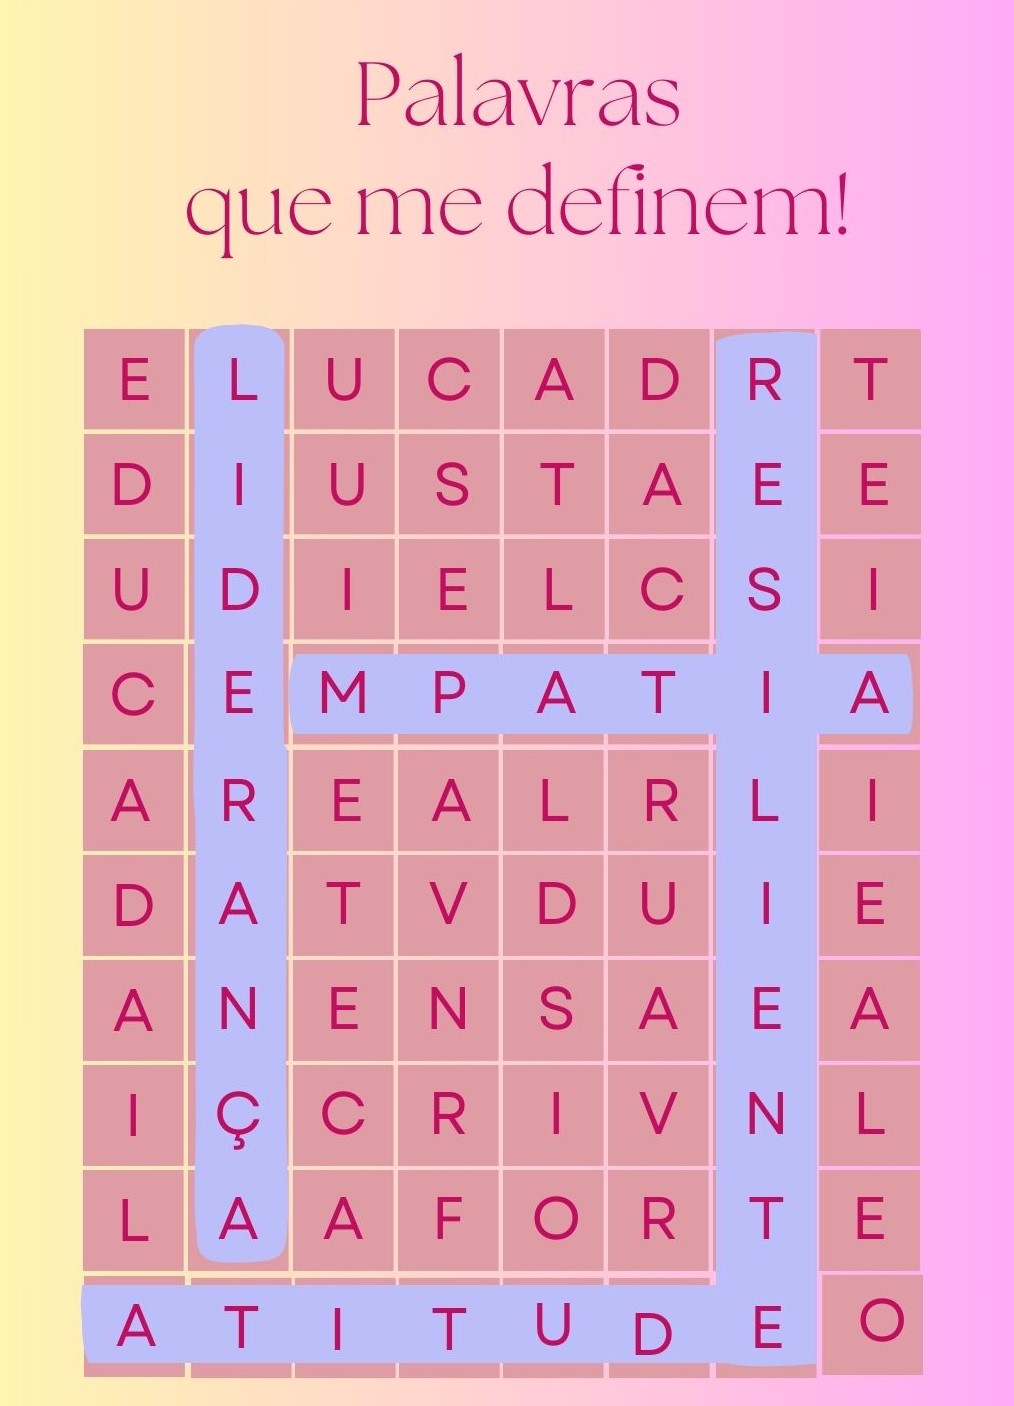 Palavras
que me definem!
E L U C A D R T
D I U S T A E E
U D I E L C S I
C E M P A T I A
A R E A L R L I
D A T V D U I E
A N E N S A E A
I Ç C R I V N L
L A A F O R T E
A T I T U D E O